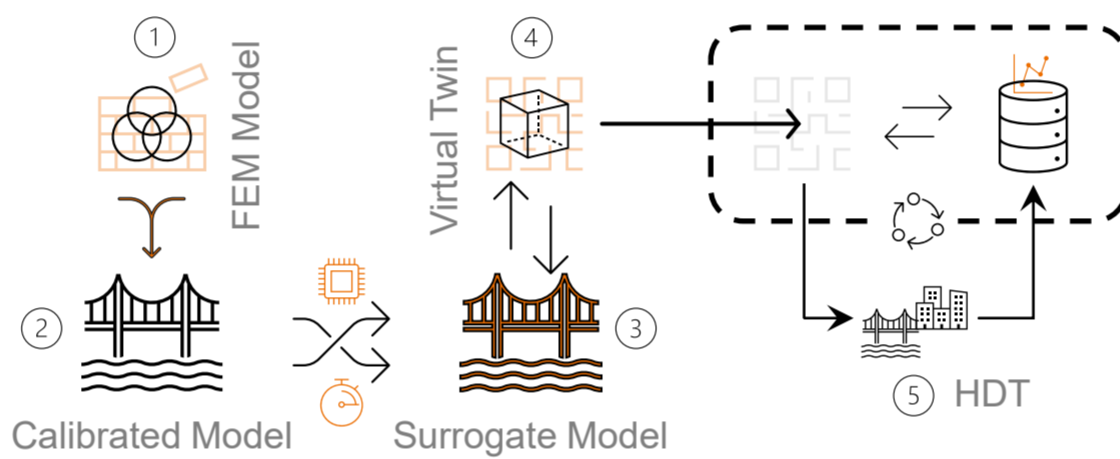 1
FEM Model
2
Calibrated Model
4
Virtual Twin
3
Surrogate Model
5
HDT